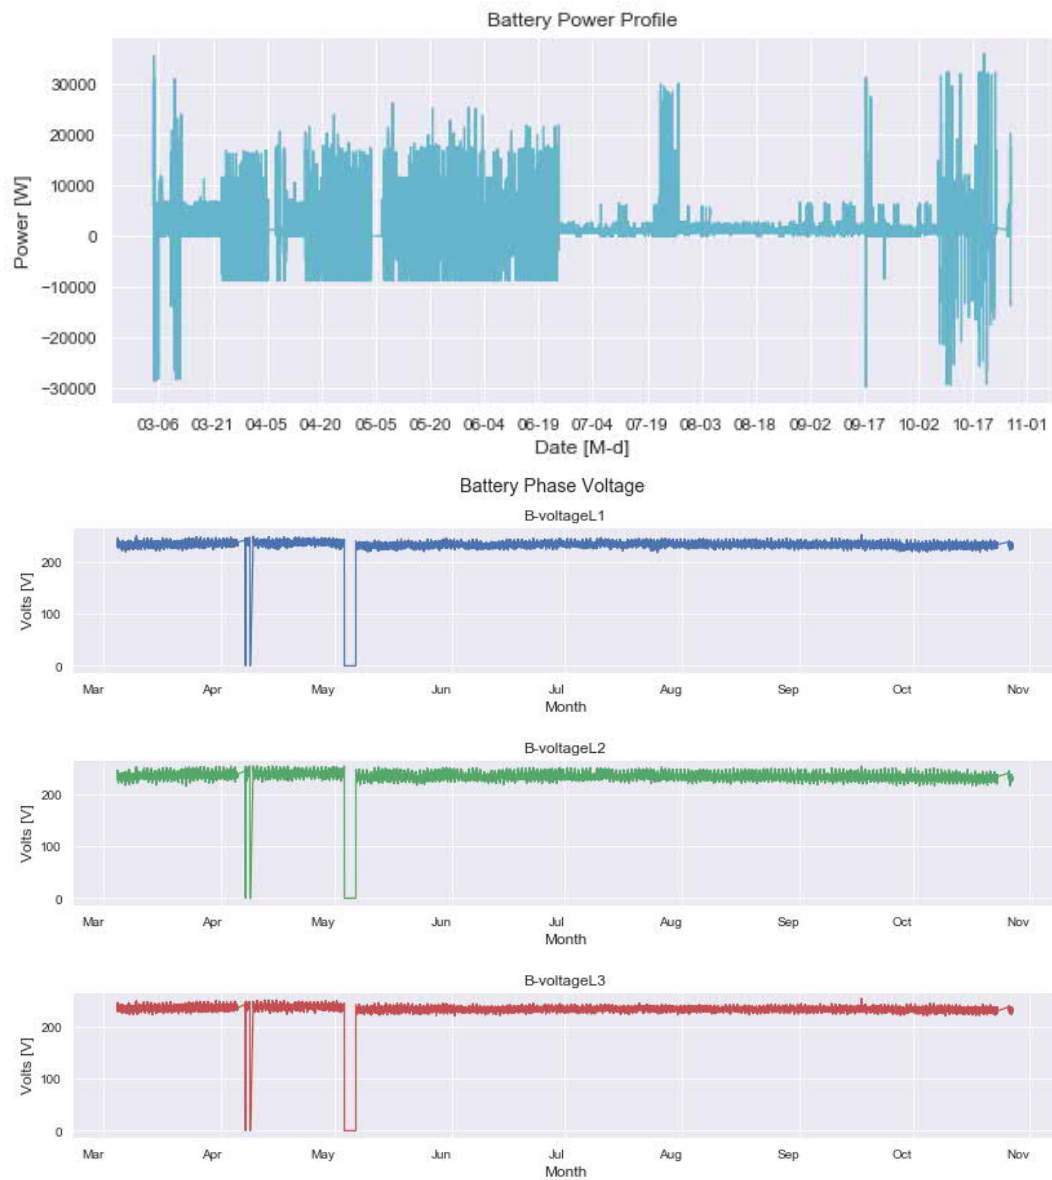 Battery Power Profile
30000
20000
10000
0
−10000
−20000
−30000
Power [W]
03-06 03-21 04-05 04-20 05-05 05-20 06-04 06-19 07-04 07-19 08-03 08-18 09-02 09-17 10-02 10-17 11-01
Date [M-d]
Battery Phase Voltage
B-voltageL1
200
100
0
Volts [V]
Mar Apr May Jun Jul Aug Sep Oct Nov
Month
B-voltageL2
200
100
0
Volts [V]
Mar Apr May Jun Jul Aug Sep Oct Nov
Month
B-voltageL3
200
100
0
Volts [V]
Mar Apr May Jun Jul Aug Sep Oct Nov
Month